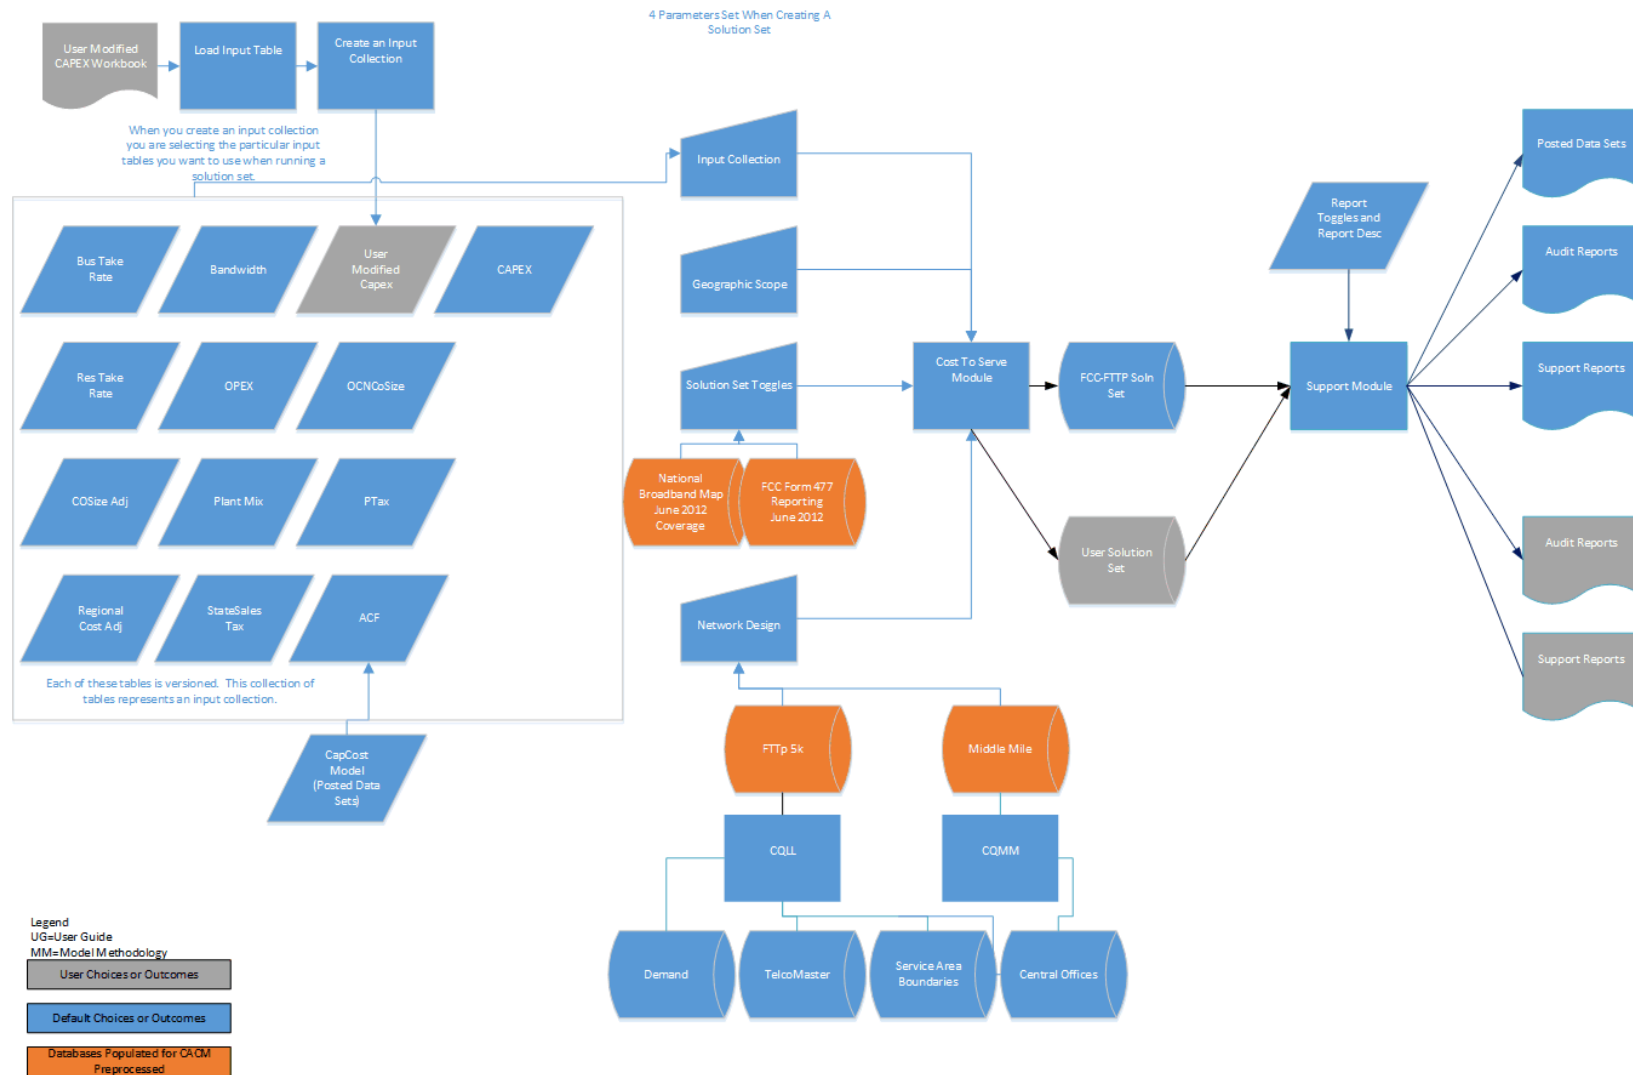 4 Parameters Set When Creating A
Solution Set
User Modified
CAPEX Workbook
Load Input Table
Create an Input
Collection
When you create an input collection
you are selecting the particular input
tables you want to use when running a
solution set.
Bus Take
Rate
Bandwidth
User
Modified
Capex
CAPEX
Res Take
Rate
OPEX
OCNCoSize
COSize Adj
Plant Mix
PTax
Regional
Cost Adj
StateSales
Tax
ACF
Each of these tables is versioned. This collection of
tables represents an input collection.
CapCost
Model
(Posted Data
Sets)
Input Collection
Geographic Scope
Solution Set Toggles
National
Broadband Map
June 2012
Coverage
FCC Form 477
Reporting
June 2012
Network Design
FTTp 5k
Middle Mile
CQLL
CQMM
Demand
TelcoMaster
Service Area
Boundaries
Central Offices
Cost To Serve
Module
FCC-FTTP Soln
Set
User Solution
Set
Report
Toggles and
Report Desc
Support Module
Posted Data Sets
Audit Reports
Support Reports
Audit Reports
Support Reports
Legend
UG=User Guide
MM=Model Methodology
User Choices or Outcomes
Default Choices or Outcomes
Databases Populated for CACM
Preprocessed